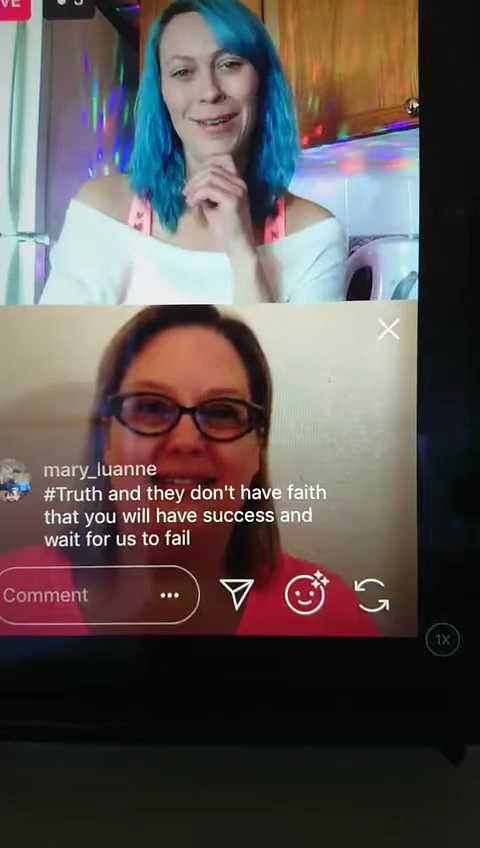 VE
mary_luanne
#Truth and they don't have faith
that you will have success and
wait for us to fail
Comment
1X